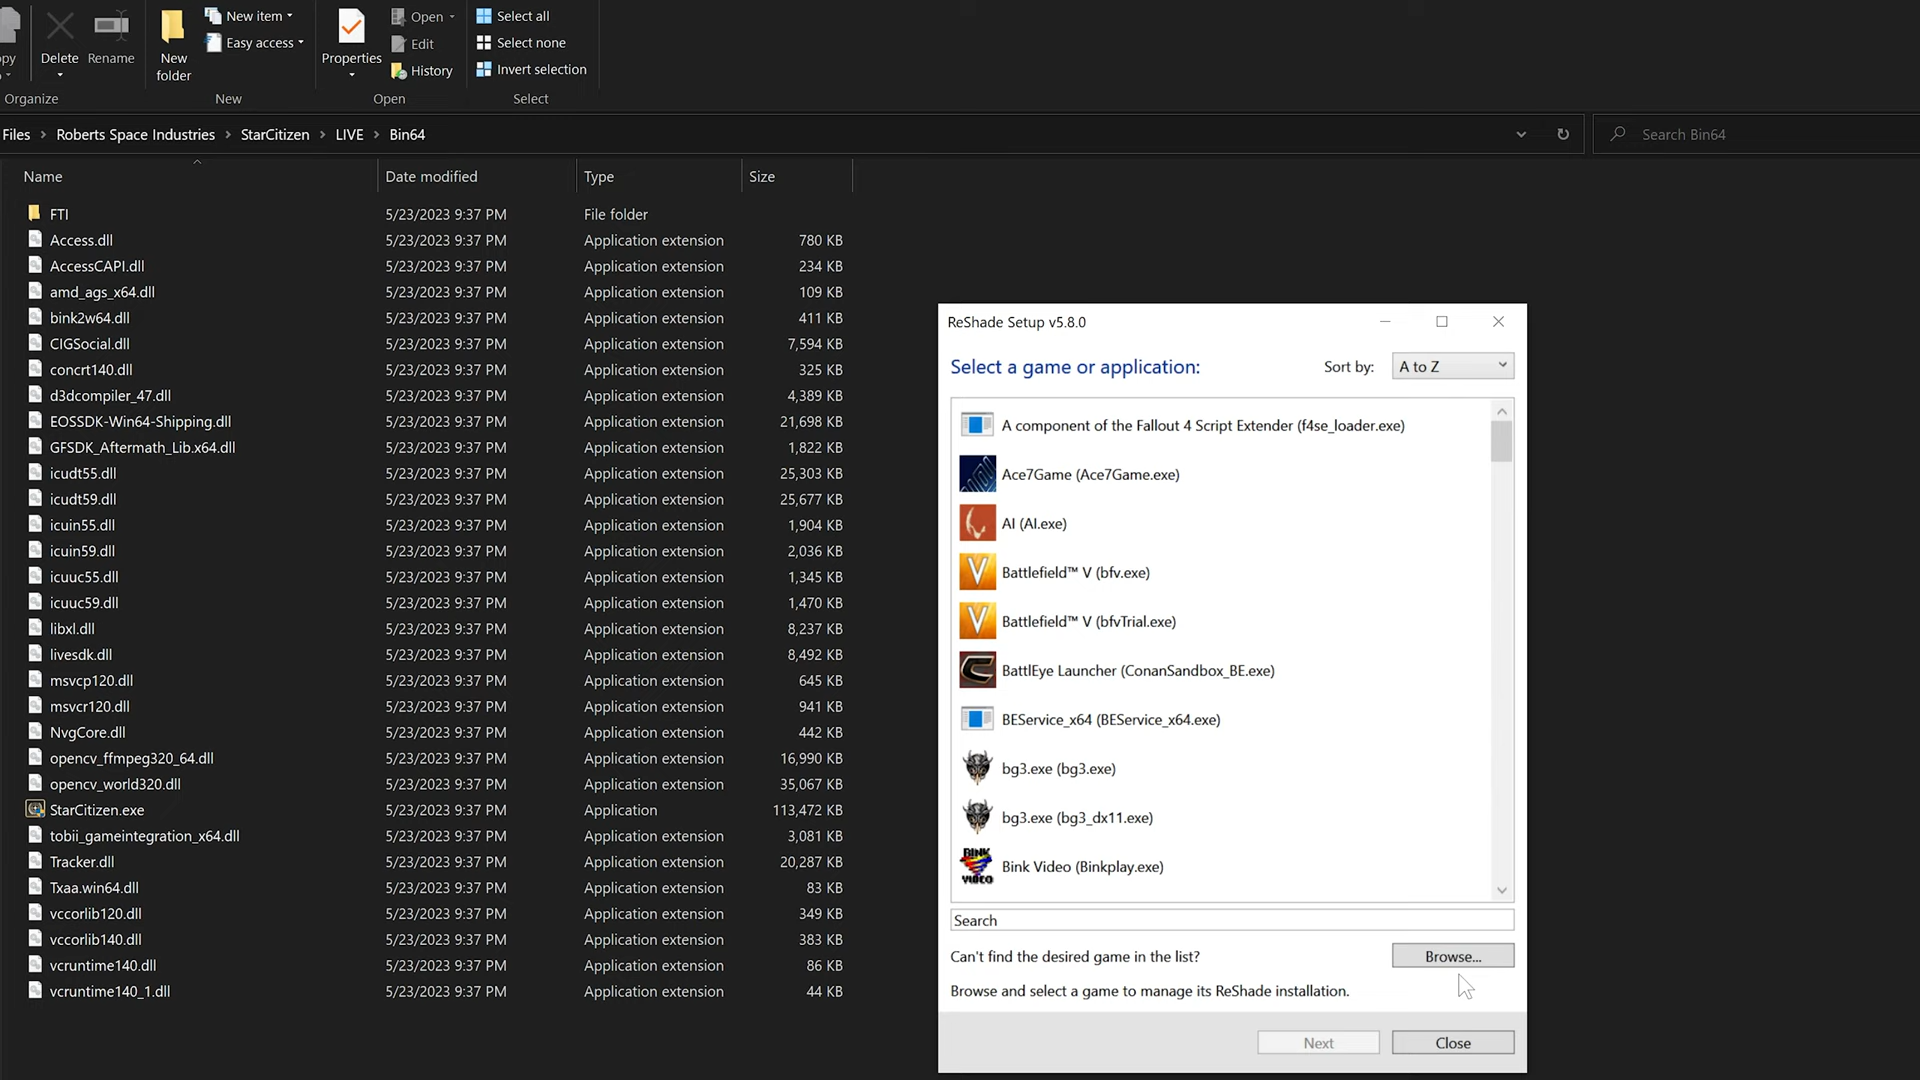 opy
Delete
Rename
New
folder
New item
Easy access
Properties
Open
Edit
History
Select all
Select none
Invert selection
Organize
New
Open
Select
Files > Roberts Space Industries > StarCitizen > LIVE > Bin64
Search Bin64
Name Date modified Type Size
FTI 5/23/2023 9:37 PM File folder
Access.dll 5/23/2023 9:37 PM Application extension 780 KB
AccessCAPI.dll 5/23/2023 9:37 PM Application extension 234 KB
amd_ags_x64.dll 5/23/2023 9:37 PM Application extension 109 KB
bink2w64.dll 5/23/2023 9:37 PM Application extension 411 KB
CIGSocial.dll 5/23/2023 9:37 PM Application extension 7,594 KB
concrt140.dll 5/23/2023 9:37 PM Application extension 325 KB
d3dcompiler_47.dll 5/23/2023 9:37 PM Application extension 4,389 KB
EOSSDK-Win64-Shipping.dll 5/23/2023 9:37 PM Application extension 21,698 KB
GFSDK_Aftermath_Lib.x64.dll 5/23/2023 9:37 PM Application extension 1,822 KB
icudt55.dll 5/23/2023 9:37 PM Application extension 25,303 KB
icudt59.dll 5/23/2023 9:37 PM Application extension 25,677 KB
icuin55.dll 5/23/2023 9:37 PM Application extension 1,904 KB
icuin59.dll 5/23/2023 9:37 PM Application extension 2,036 KB
icuuc55.dll 5/23/2023 9:37 PM Application extension 1,345 KB
icuuc59.dll 5/23/2023 9:37 PM Application extension 1,470 KB
libxl.dll 5/23/2023 9:37 PM Application extension 8,237 KB
livesdk.dll 5/23/2023 9:37 PM Application extension 8,492 KB
msvcp120.dll 5/23/2023 9:37 PM Application extension 645 KB
msvcr120.dll 5/23/2023 9:37 PM Application extension 941 KB
NvgCore.dll 5/23/2023 9:37 PM Application extension 442 KB
opencv_ffmpeg320_64.dll 5/23/2023 9:37 PM Application extension 16,990 KB
opencv_world320.dll 5/23/2023 9:37 PM Application extension 35,067 KB
StarCitizen.exe 5/23/2023 9:37 PM Application 113,472 KB
tobii_gameintegration_x64.dll 5/23/2023 9:37 PM Application extension 3,081 KB
Tracker.dll 5/23/2023 9:37 PM Application extension 20,287 KB
Txaa.win64.dll 5/23/2023 9:37 PM Application extension 83 KB
vccorlib120.dll 5/23/2023 9:37 PM Application extension 349 KB
vccorlib140.dll 5/23/2023 9:37 PM Application extension 383 KB
vcruntime140.dll 5/23/2023 9:37 PM Application extension 86 KB
vcruntime140_1.dll 5/23/2023 9:37 PM Application extension 44 KB
ReShade Setup v5.8.0
Select a game or application: Sort by: A to Z
A component of the Fallout 4 Script Extender (f4se_loader.exe)
Ace7Game (Ace7Game.exe)
AI (AI.exe)
Battlefield™ V (bfv.exe)
Battlefield™ V (bfvTrial.exe)
BattlEye Launcher (ConanSandbox_BE.exe)
BEService_x64 (BEService_x64.exe)
bg3.exe (bg3.exe)
bg3.exe (bg3_dx11.exe)
BINK
VIDEO
Bink Video (Binkplay.exe)
Search
Can't find the desired game in the list? Browse...
Browse and select a game to manage its ReShade installation.
Next Close